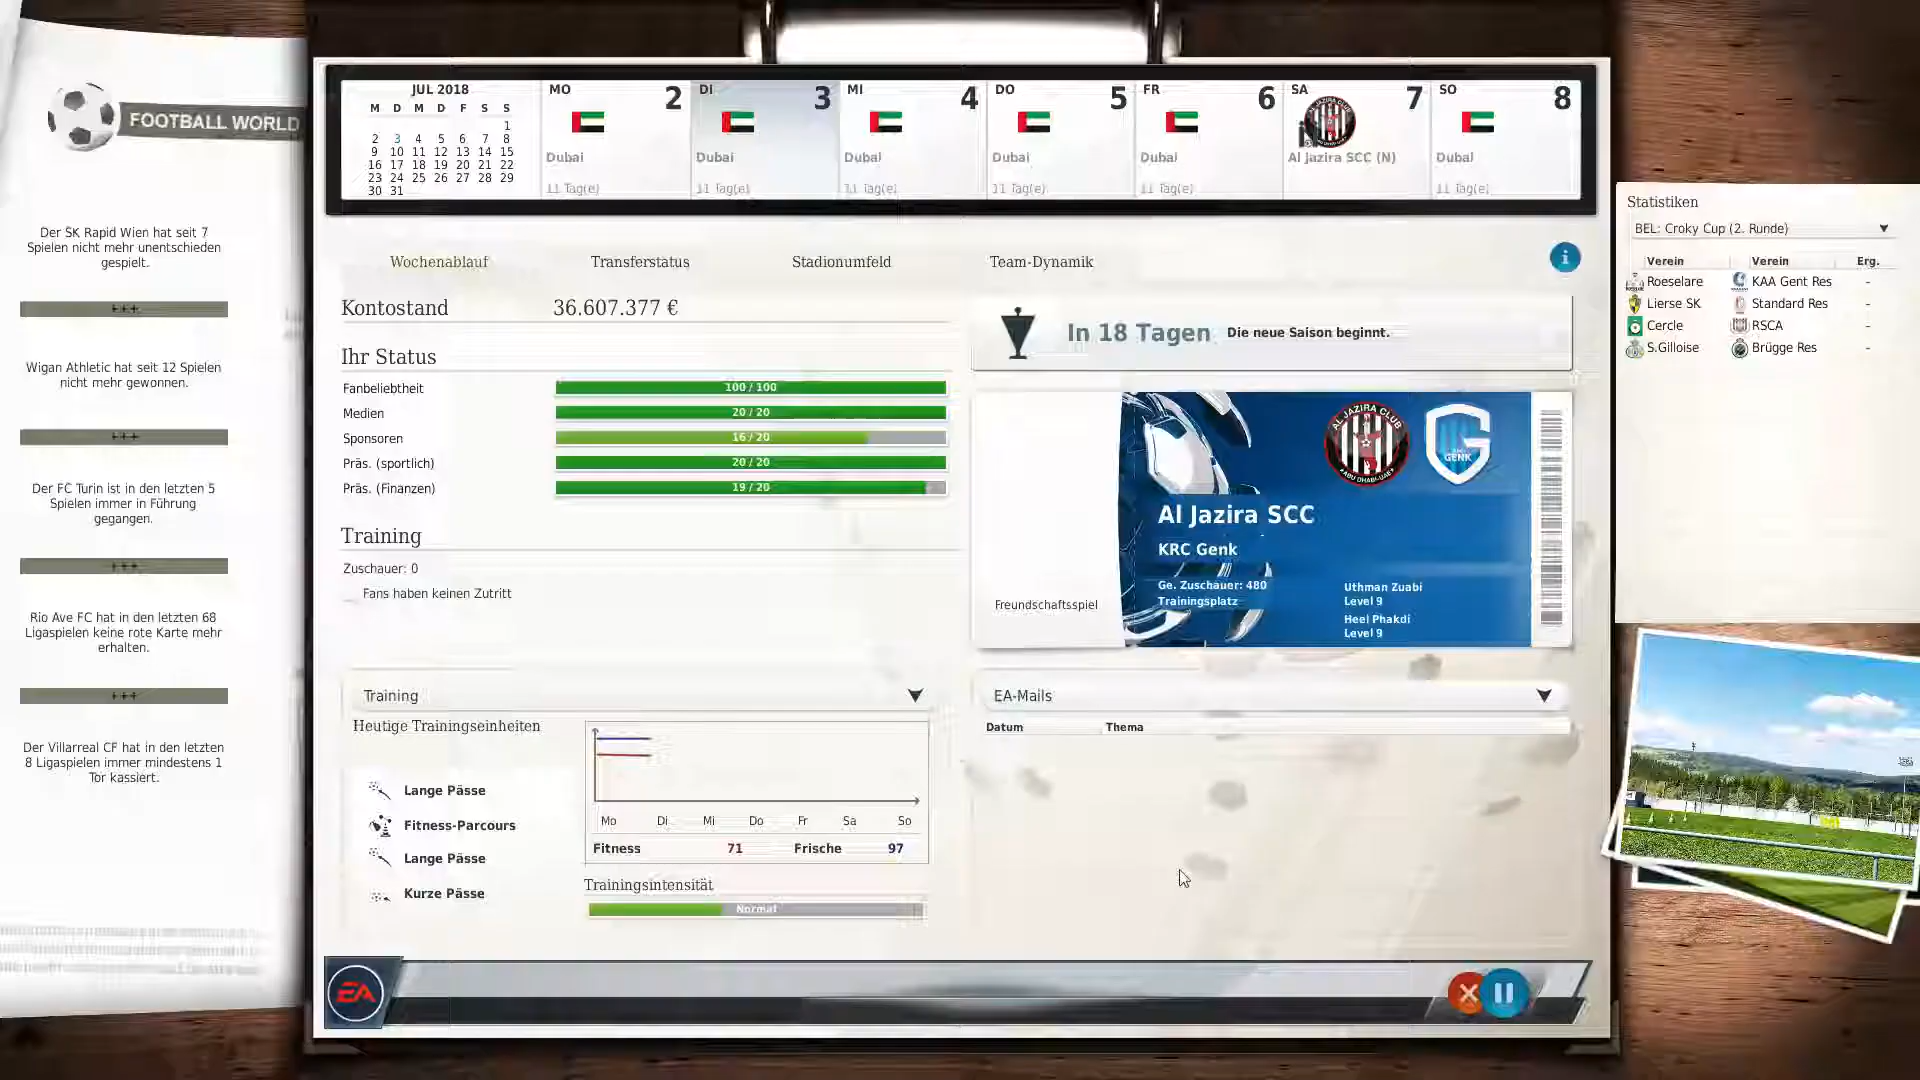 FOOTBALL WORLD
Der SK Rapid Wien hat seit 7
Spielen nicht mehr unentschieden
gespielt.
+++
Wigan Athletic hat seit 12 Spielen
nicht mehr gewonnen.
+++
Der FC Turin ist in den letzten 5
Spielen immer in Führung
gegangen.
+++
Rio Ave FC hat in den letzten 68
Ligaspielen keine rote Karte mehr
erhalten.
+++
Der Villarreal CF hat in den letzten
8 Ligaspielen immer mindestens 1
Tor kassiert.
JUL 2018
M D M D F S S
1
2 3 4 5 6 7 8
9 10 11 12 13 14 15
16 17 18 19 20 21 22
23 24 25 26 27 28 29
30 31
MO 2
Dubai
11 Tag(e)
DI 3
Dubai
11 Tag(e)
MI 4
Dubai
11 Tag(e)
DO 5
Dubai
11 Tag(e)
FR 6
Dubai
11 Tag(e)
SA 7
Al Jazira SCC (N)
SO 8
Dubai
11 Tag(e)
Wochenablauf Transferstatus Stadionumfeld Team-Dynamik
i
Kontostand 36.607.377 €
Ihr Status
Fanbeliebtheit 100 / 100
Medien 20 / 20
Sponsoren 16 / 20
Präs. (sportlich) 20 / 20
Präs. (Finanzen) 19 / 20
Training
Zuschauer: 0
Fans haben keinen Zutritt
In 18 Tagen Die neue Saison beginnt.
AL JAZIRA CLUB
ABU DHABI-UAE
GENK
Al Jazira SCC
KRC Genk
Ge. Zuschauer: 480
Trainingsplatz
Uthman Zuabi
Level 9
Heel Phakdi
Level 9
Freundschaftsspiel
Training
Heutige Trainingseinheiten
Lange Pässe
Fitness-Parcours
Lange Pässe
Kurze Pässe
Mo Di Mi Do Fr Sa So
Fitness 71 Frische 97
Trainingsintensität
Normal
EA-Mails
Datum Thema
EA
Statistiken
BEL: Croky Cup (2. Runde)
Verein Verein Erg.
Roeselare KAA Gent Res -
Lierse SK Standard Res -
Cercle RSCA -
S.Gilloise Brügge Res -